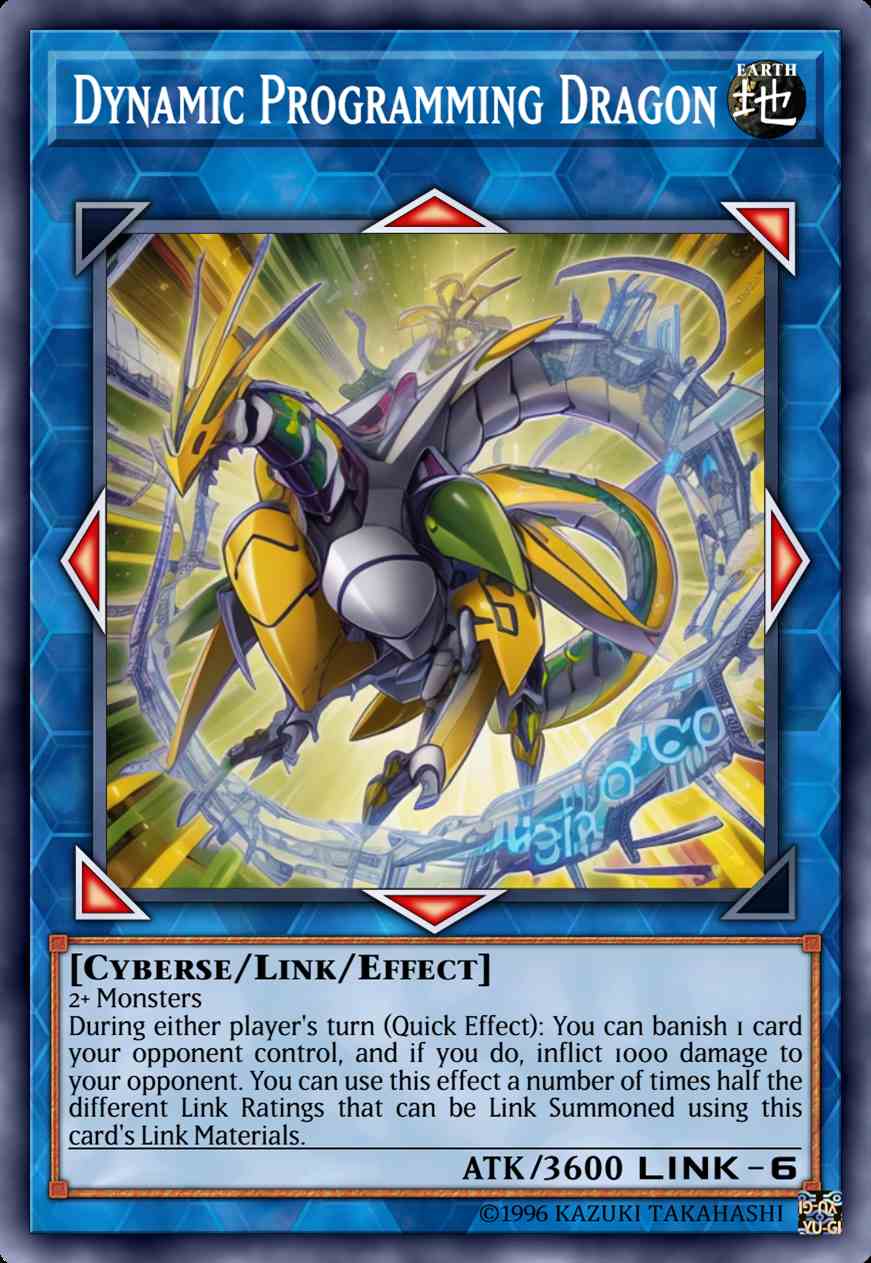 Dynamic Programming Dragon
EARTH
地
[Cyberse/Link/Effect]
2+ Monsters
During either player's turn (Quick Effect): You can banish 1 card
your opponent control, and if you do, inflict 1000 damage to
your opponent. You can use this effect a number of times half the
different Link Ratings that can be Link Summoned using this
card's Link Materials.
ATK/3600 LINK-6
©1996 KAZUKI TAKAHASHI